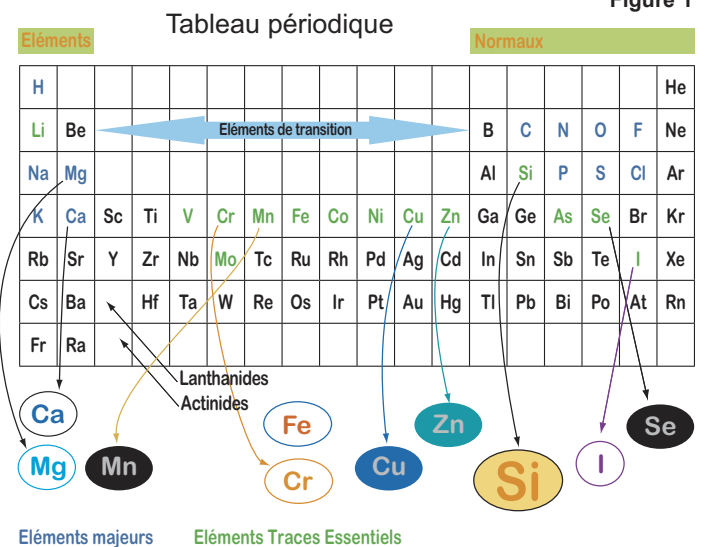 Figure 1
Tableau périodique
Eléments Normaux
H He
Li Be Eléments de transition B C N O F Ne
Na Mg Al Si P S Cl Ar
K Ca Sc Ti V Cr Mn Fe Co Ni Cu Zn Ga Ge As Se Br Kr
Rb Sr Y Zr Nb Mo Tc Ru Rh Pd Ag Cd In Sn Sb Te I Xe
Cs Ba Hf Ta W Re Os Ir Pt Au Hg Tl Pb Bi Po At Rn
Fr Ra
Lanthanides
Actinides
Ca Fe Zn Se
Mg Mn Cr Cu Si I
Eléments majeurs Eléments Traces Essentiels